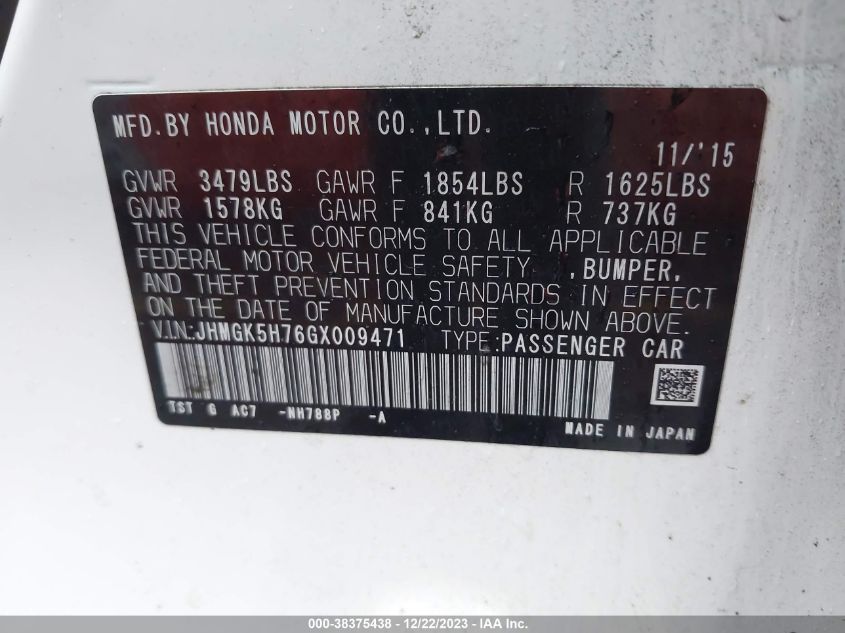 MFD.BY HONDA MOTOR CO.,LTD.
11/'15
GVWR 3479LBS GAWR F 1854LBS R 1625LBS
GVWR 1578KG GAWR F 841KG R 737KG
THIS VEHICLE CONFORMS TO ALL APPLICABLE
FEDERAL MOTOR VEHICLE SAFETY ,BUMPER,
AND THEFT PREVENTION STANDARDS IN EFFECT
ON THE DATE OF MANUFACTURE SHOWN ABOVE.
V.I.N.:JHMGK5H76GX009471 TYPE:PASSENGER CAR
TST G AC7 -NH788P -A
MADE IN JAPAN
000-38375438 - 12/22/2023 - IAA Inc.